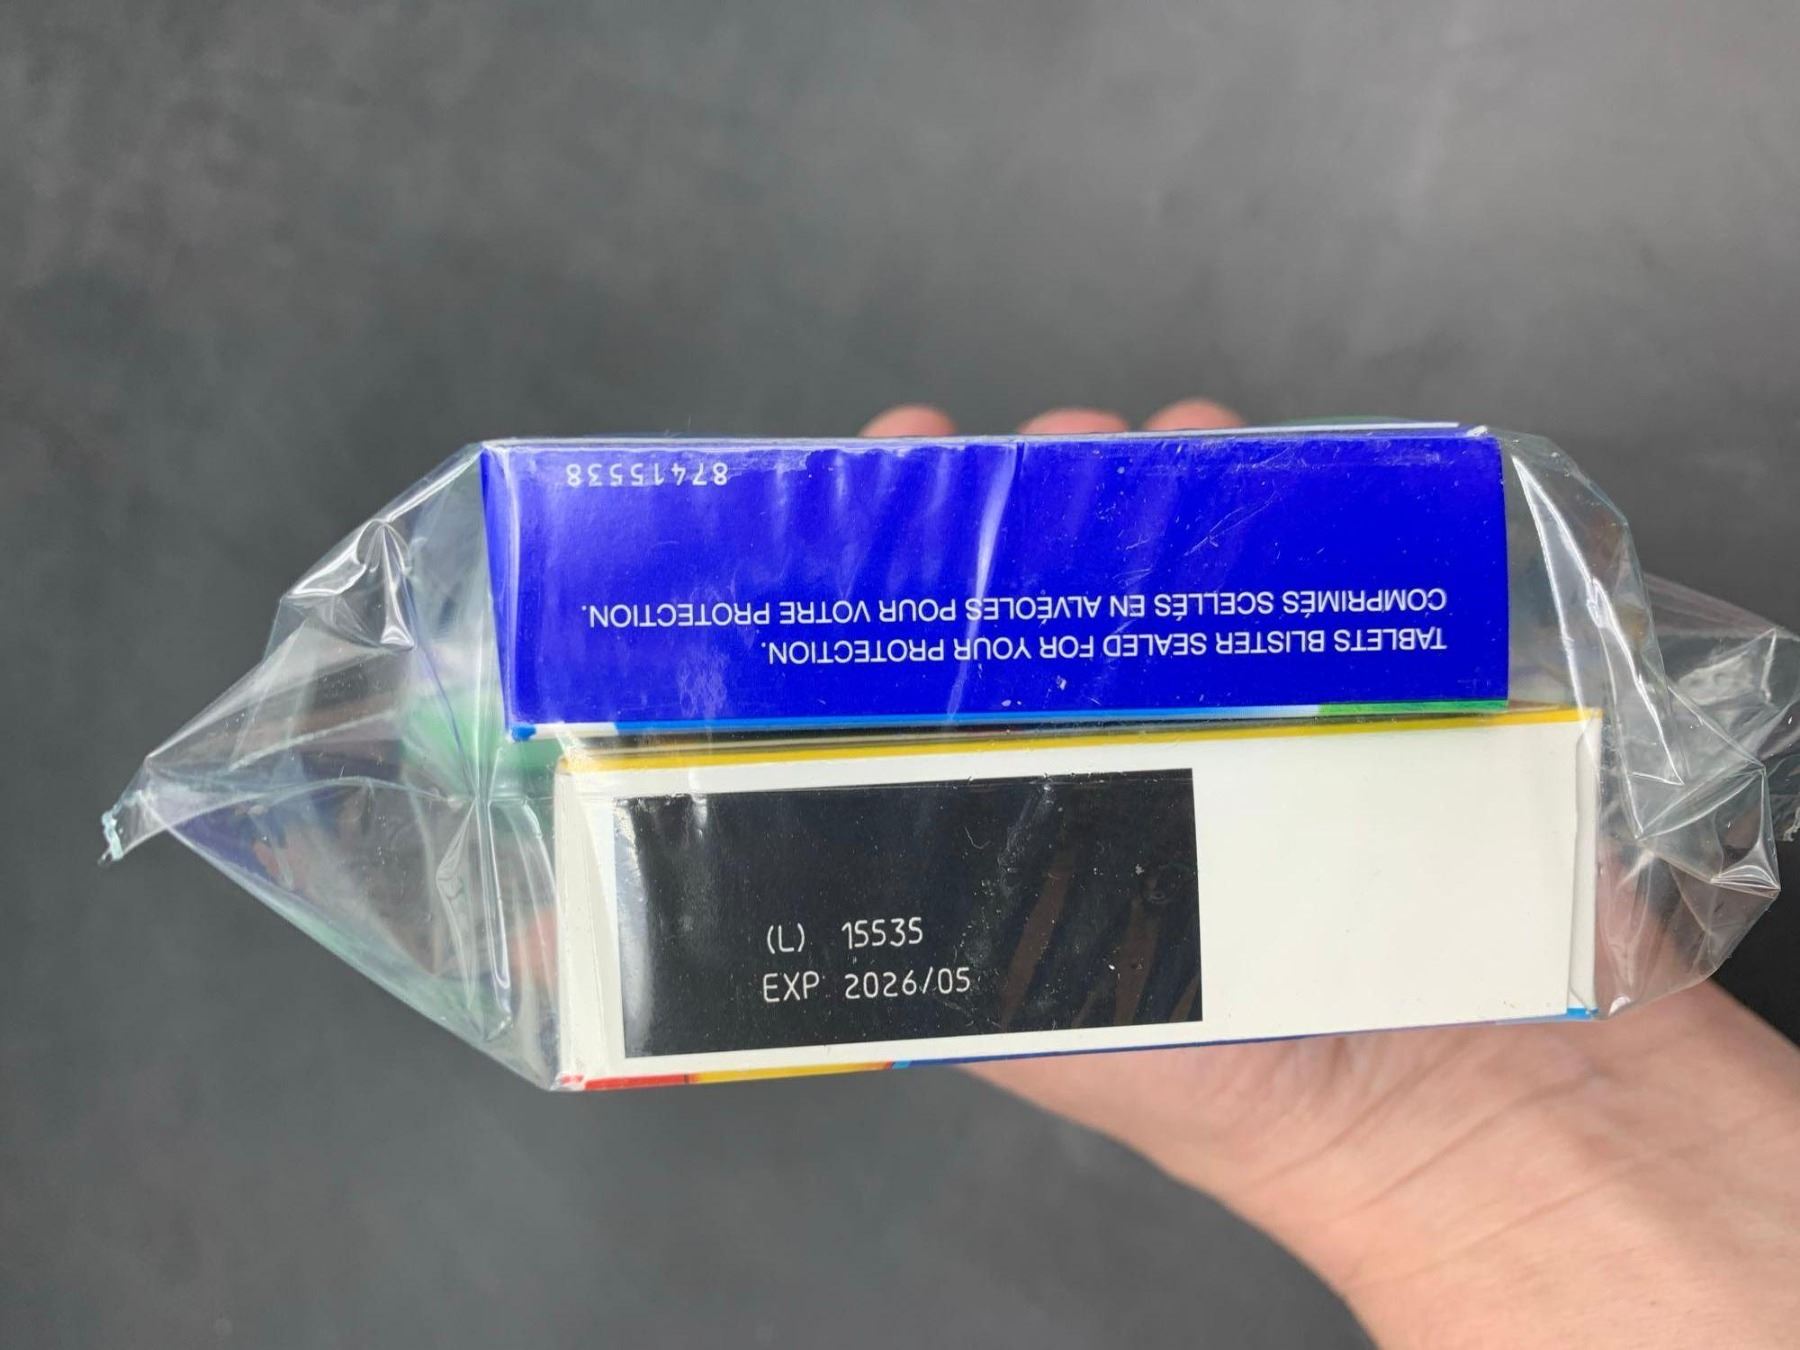 87415538
TABLETS BLISTER SEALED FOR YOUR PROTECTION.
COMPRIMÉS SCELLÉS EN ALVÉOLES POUR VOTRE PROTECTION.
(L) 15535
EXP 2026/05